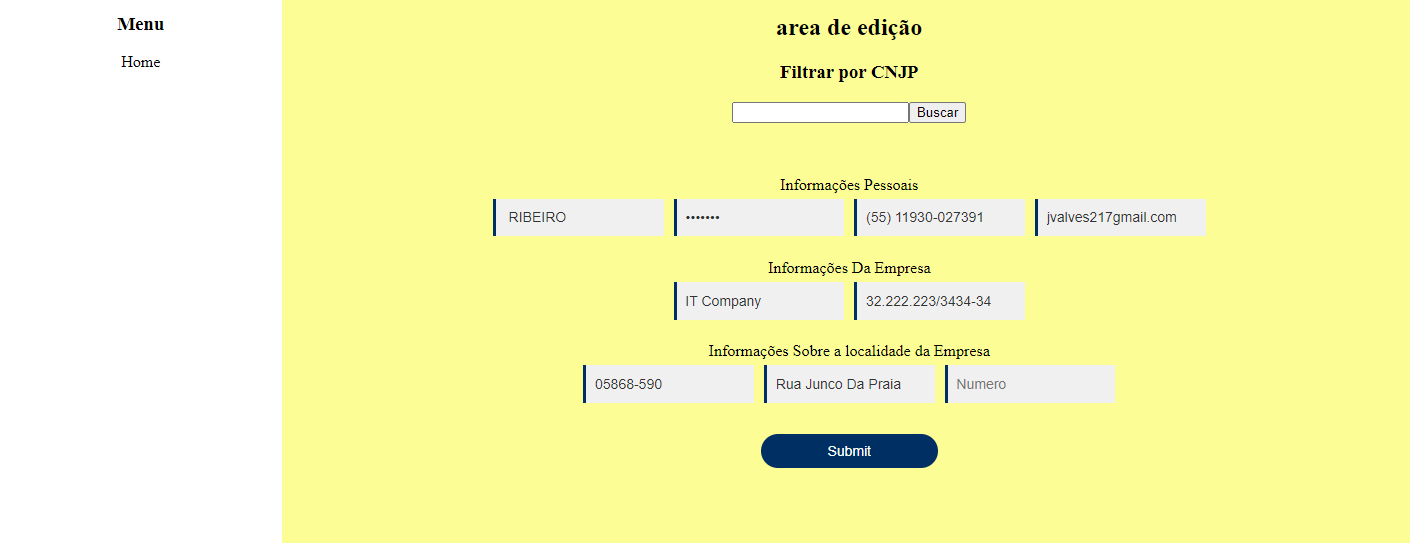 Menu
Home
area de edição
Filtrar por CNJP
Buscar
Informações Pessoais
RIBEIRO ••••••• (55) 11930-027391 jvalves217gmail.com
Informações Da Empresa
IT Company 32.222.223/3434-34
Informações Sobre a localidade da Empresa
05868-590 Rua Junco Da Praia Numero
Submit